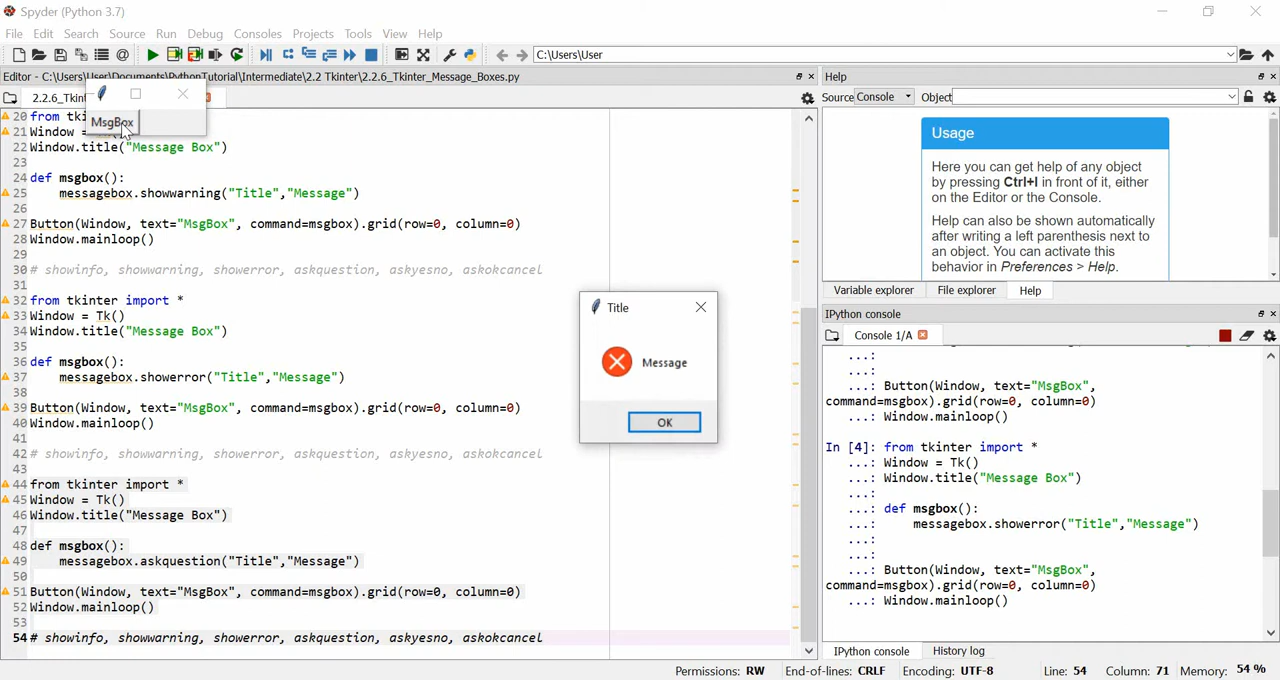 Spyder (Python 3.7)
File Edit Search Source Run Debug Consoles Projects Tools View Help
C:\Users\User
Editor - C:\Users\User\Documents\PythonTutorial\Intermediate\2.2 Tkinter\2.2.6_Tkinter_Message_Boxes.py
2.2.6_Tkin
MsgBox
20 from tki
21 Window =
22 Window.title("Message Box")
23
24 def msgbox():
25 messagebox.showwarning("Title","Message")
26
27 Button(Window, text="MsgBox", command=msgbox).grid(row=0, column=0)
28 Window.mainloop()
29
30 # showinfo, showwarning, showerror, askquestion, askyesno, askokcancel
31
32 from tkinter import *
33 Window = Tk()
34 Window.title("Message Box")
35
36 def msgbox():
37 messagebox.showerror("Title","Message")
38
39 Button(Window, text="MsgBox", command=msgbox).grid(row=0, column=0)
40 Window.mainloop()
41
42 # showinfo, showwarning, showerror, askquestion, askyesno, askokcancel
43
44 from tkinter import *
45 Window = Tk()
46 Window.title("Message Box")
47
48 def msgbox():
49 messagebox.askquestion("Title","Message")
50
51 Button(Window, text="MsgBox", command=msgbox).grid(row=0, column=0)
52 Window.mainloop()
53
54 # showinfo, showwarning, showerror, askquestion, askyesno, askokcancel
Title
Message
OK
Help
Source Console Object
Usage
Here you can get help of any object
by pressing Ctrl+I in front of it, either
on the Editor or the Console.
Help can also be shown automatically
after writing a left parenthesis next to
an object. You can activate this
behavior in Preferences > Help.
Variable explorer File explorer Help
IPython console
Console 1/A
...:
...:
...: Button(Window, text="MsgBox",
command=msgbox).grid(row=0, column=0)
...: Window.mainloop()
In [4]: from tkinter import *
...: Window = Tk()
...: Window.title("Message Box")
...:
...: def msgbox():
...: messagebox.showerror("Title","Message")
...:
...:
...: Button(Window, text="MsgBox",
command=msgbox).grid(row=0, column=0)
...: Window.mainloop()
IPython console History log
Permissions: RW End-of-lines: CRLF Encoding: UTF-8 Line: 54 Column: 71 Memory: 54 %